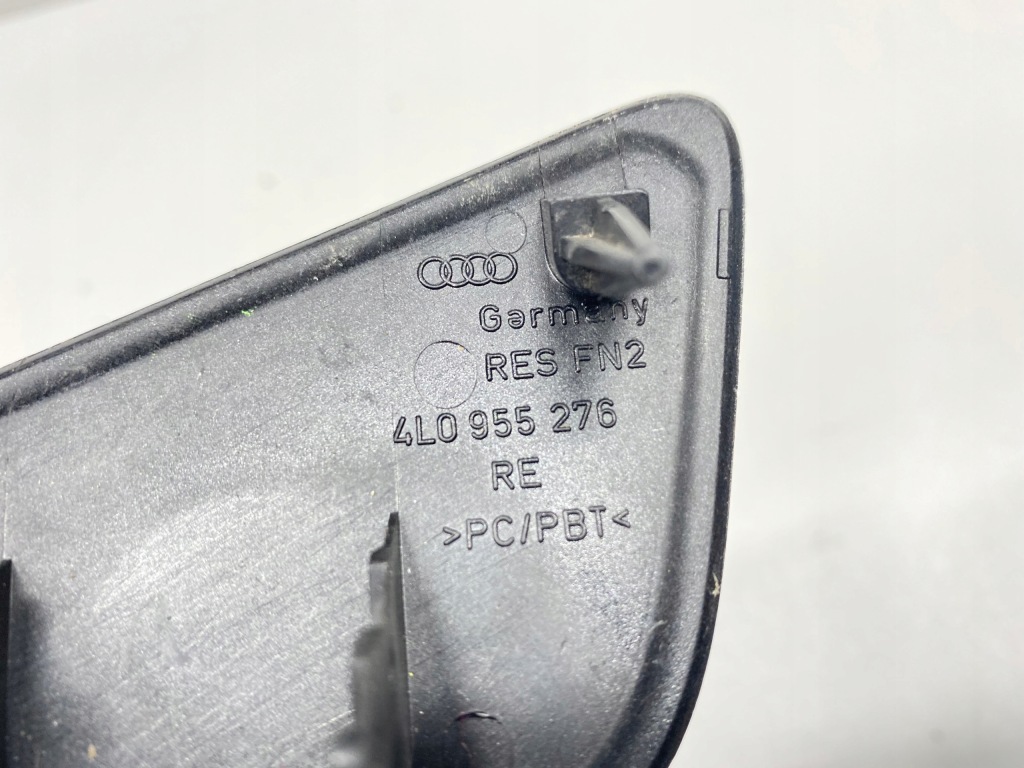 Germany
RES FN2
4L0 955 276
RE
>PC/PBT<